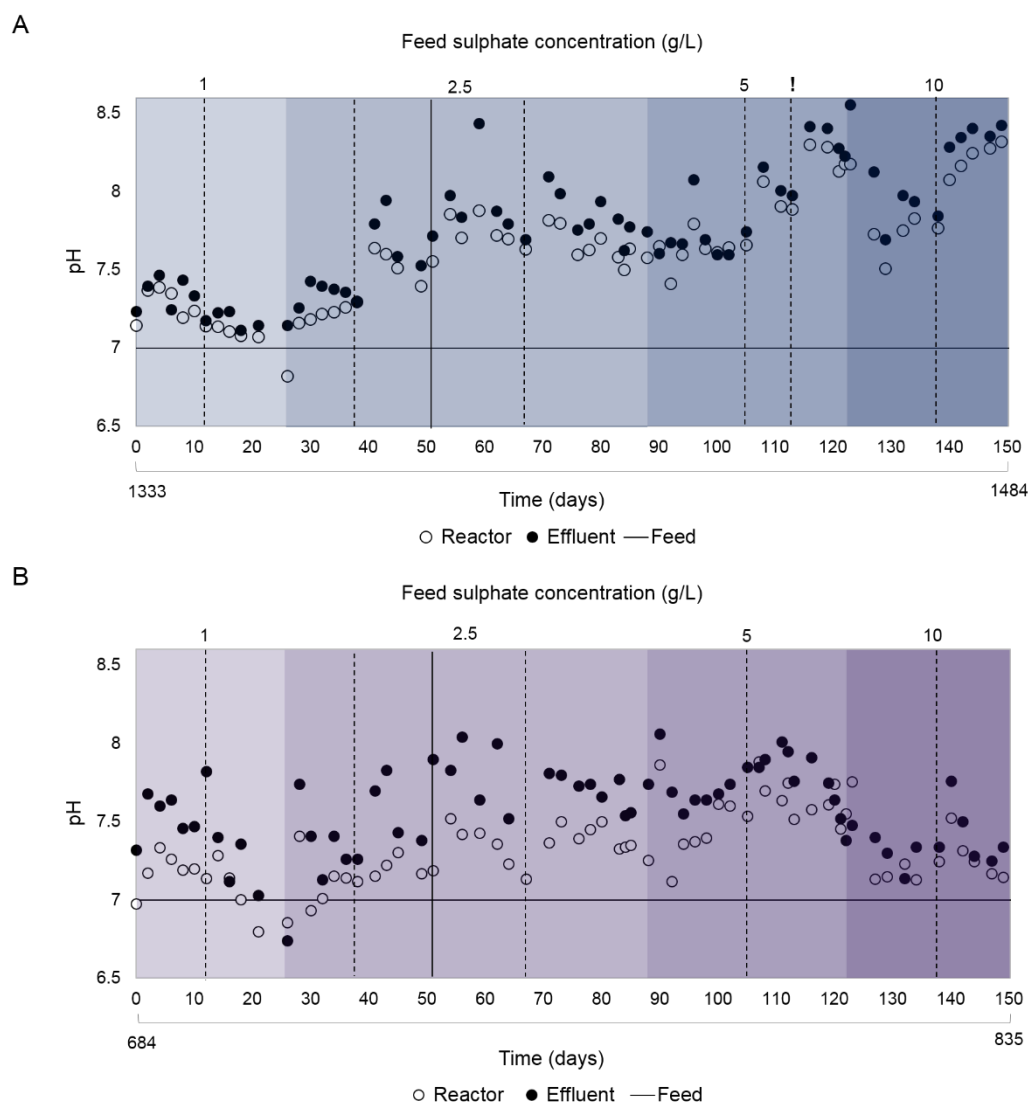 A
Feed sulphate concentration (g/L)
1 2.5 5 ! 10
8.5
8
7.5
7
6.5
pH
0 10 20 30 40 50 60 70 80 90 100 110 120 130 140 150
1333 1484
Time (days)
Reactor Effluent Feed
B
Feed sulphate concentration (g/L)
1 2.5 5 10
8.5
8
7.5
7
6.5
pH
0 10 20 30 40 50 60 70 80 90 100 110 120 130 140 150
684 835
Time (days)
Reactor Effluent Feed